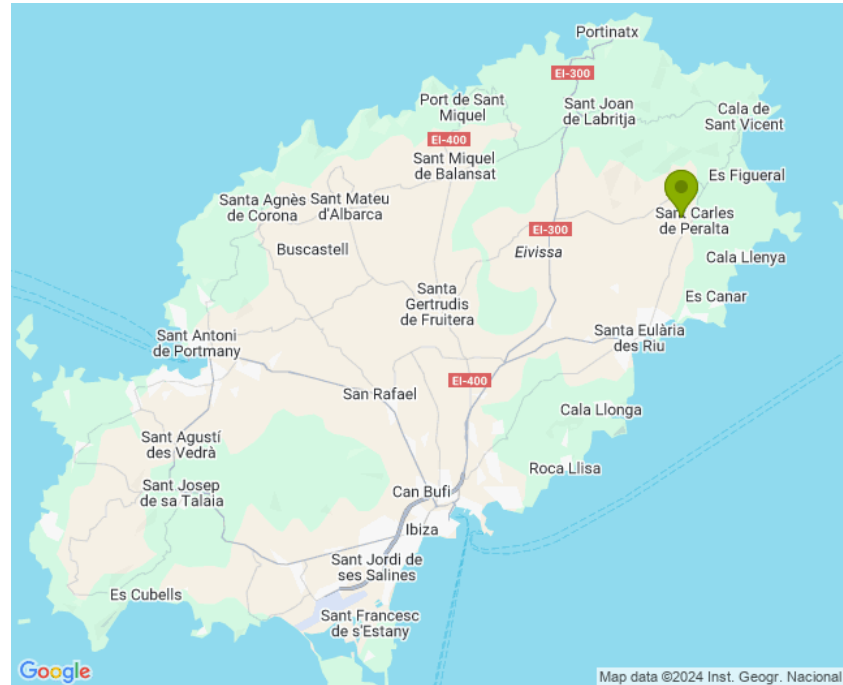 Portinatx
EI-300
Port de Sant
Miquel
Sant Joan
de Labritja
Cala de
Sant Vicent
EI-400
Sant Miquel
de Balansat
Es Figueral
Santa Agnès
de Corona
Sant Mateu
d'Albarca
Sant Carles
de Peralta
EI-300
Buscastell
Eivissa
Cala Llenya
Santa
Gertrudis
de Fruitera
Es Canar
Sant Antoni
de Portmany
Santa Eulària
des Riu
EI-400
San Rafael
Cala Llonga
Sant Agustí
des Vedrà
Roca Llisa
Sant Josep
de sa Talaia
Can Bufí
Ibiza
Sant Jordi de
ses Salines
Es Cubells
Sant Francesc
de s'Estany
Google
Map data ©2024 Inst. Geogr. Nacional